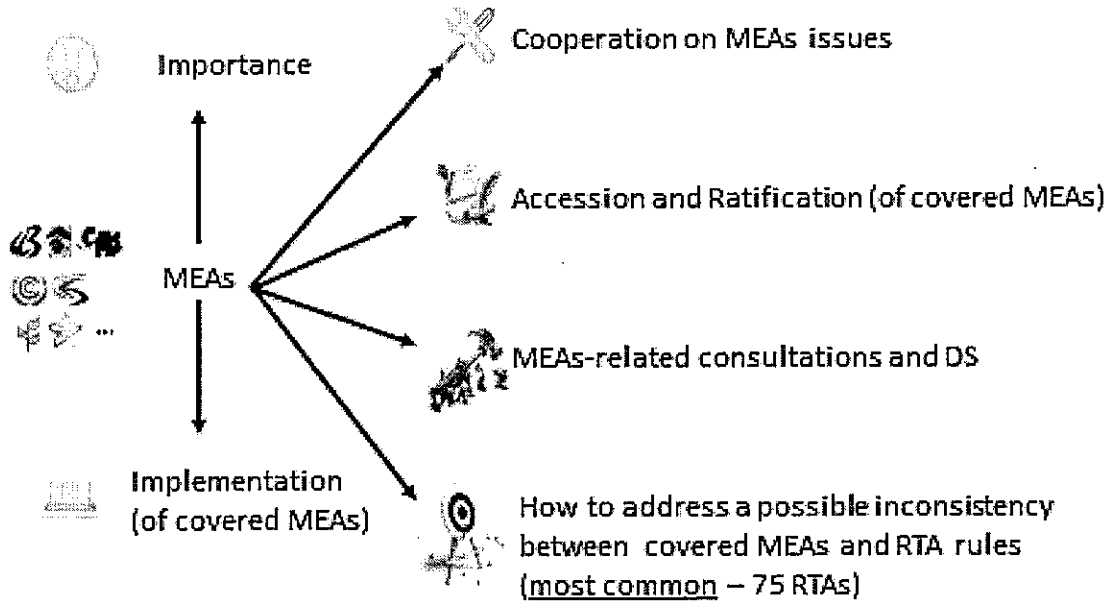 Importance
Cooperation on MEAs issues
Accession and Ratification (of covered MEAs)
MEAs
MEAs-related consultations and DS
Implementation
(of covered MEAs)
How to address a possible inconsistency
between covered MEAs and RTA rules
(most common – 75 RTAs)